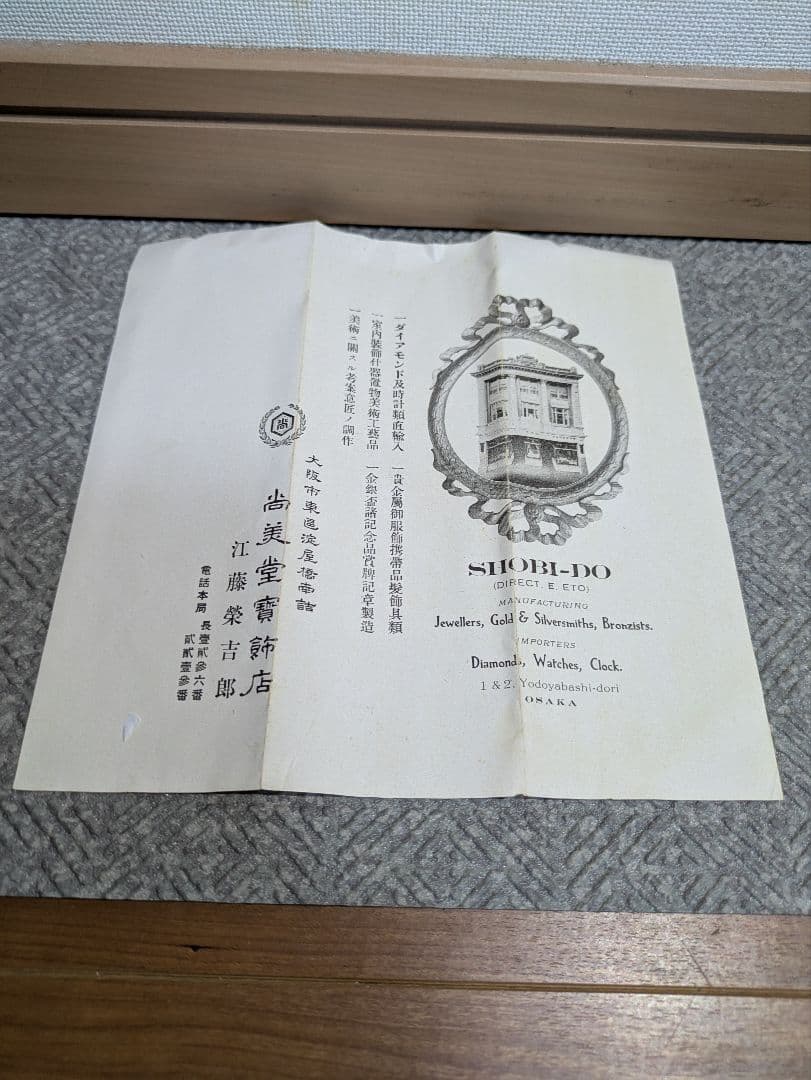 SHOBI-DO
(DIRECT. E. ETO)
MANUFACTURING
Jewellers, Gold & Silversmiths, Bronzists.
IMPORTERS
Diamonds, Watches, Clock.
1 & 2, Yodoyabashi-dori
OSAKA
一ダイアモンド及時計類直輸入 一貴金屬御服飾携帶品髮飾具類
一室内裝飾什器置物美術工藝品 一金銀盃諸記念品賞牌記章製造
一美術ニ關スル考案意匠ノ調作
尚
大阪市東區淀屋橋南詰
尚美堂寶飾店
江藤榮吉郎
電話本局 長壹貳參六番
貳貳壹參番